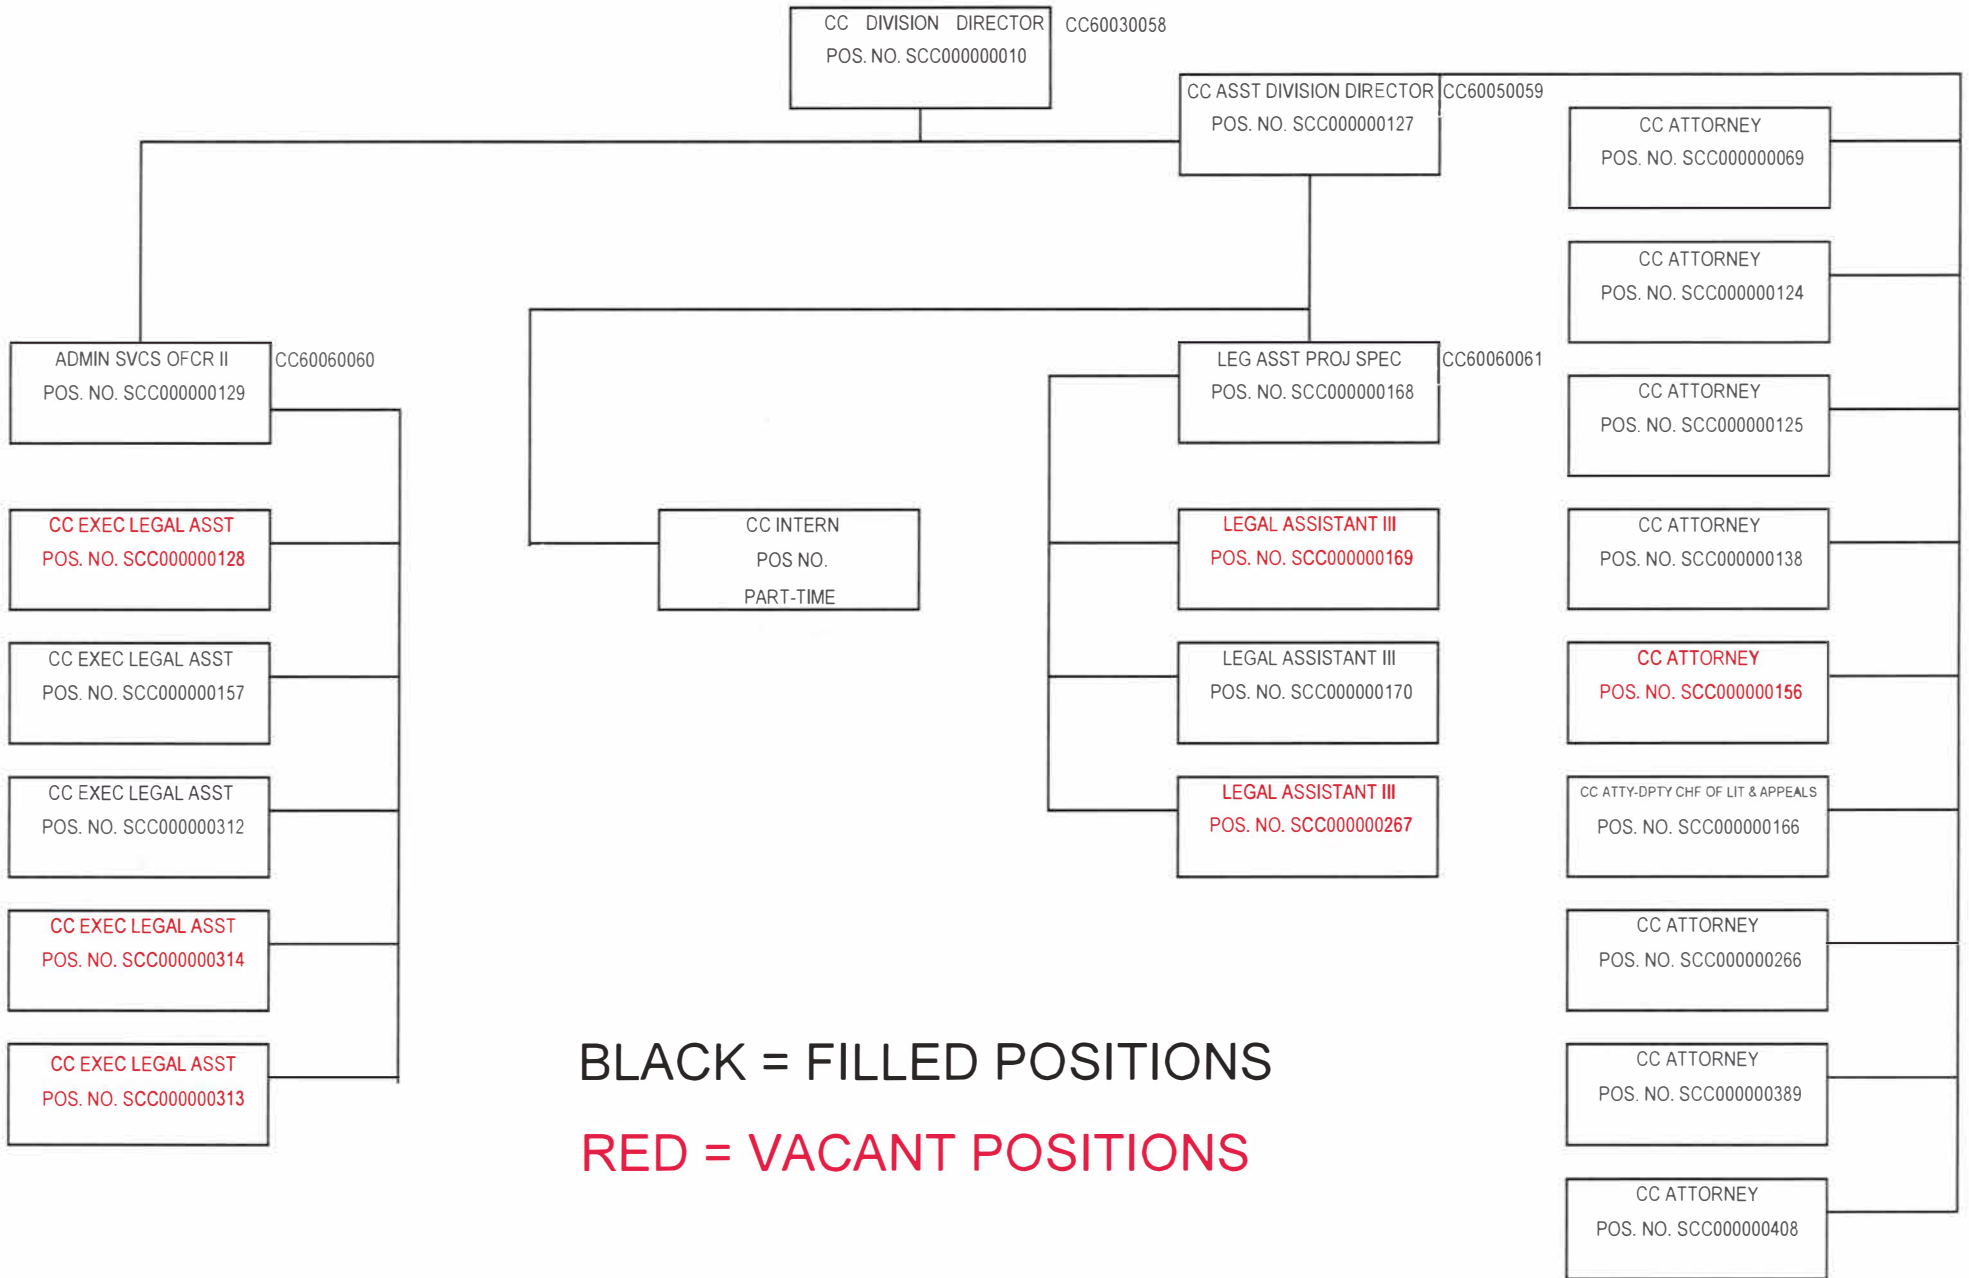 CC DIVISION DIRECTOR
POS. NO. SCC000000010
CC60030058
CC ASST DIVISION DIRECTOR
POS. NO. SCC000000127
CC60050059
ADMIN SVCS OFCR II
POS. NO. SCC000000129
CC60060060
CC EXEC LEGAL ASST
POS. NO. SCC000000128
CC EXEC LEGAL ASST
POS. NO. SCC000000157
CC EXEC LEGAL ASST
POS. NO. SCC000000312
CC EXEC LEGAL ASST
POS. NO. SCC000000314
CC EXEC LEGAL ASST
POS. NO. SCC000000313
CC INTERN
POS NO.
PART-TIME
LEG ASST PROJ SPEC
POS. NO. SCC000000168
CC60060061
LEGAL ASSISTANT III
POS. NO. SCC000000169
LEGAL ASSISTANT III
POS. NO. SCC000000170
LEGAL ASSISTANT III
POS. NO. SCC000000267
CC ATTORNEY
POS. NO. SCC000000069
CC ATTORNEY
POS. NO. SCC000000124
CC ATTORNEY
POS. NO. SCC000000125
CC ATTORNEY
POS. NO. SCC000000138
CC ATTORNEY
POS. NO. SCC000000156
CC ATTY-DPTY CHF OF LIT & APPEALS
POS. NO. SCC000000166
CC ATTORNEY
POS. NO. SCC000000266
CC ATTORNEY
POS. NO. SCC000000389
CC ATTORNEY
POS. NO. SCC000000408
BLACK = FILLED POSITIONS
RED = VACANT POSITIONS